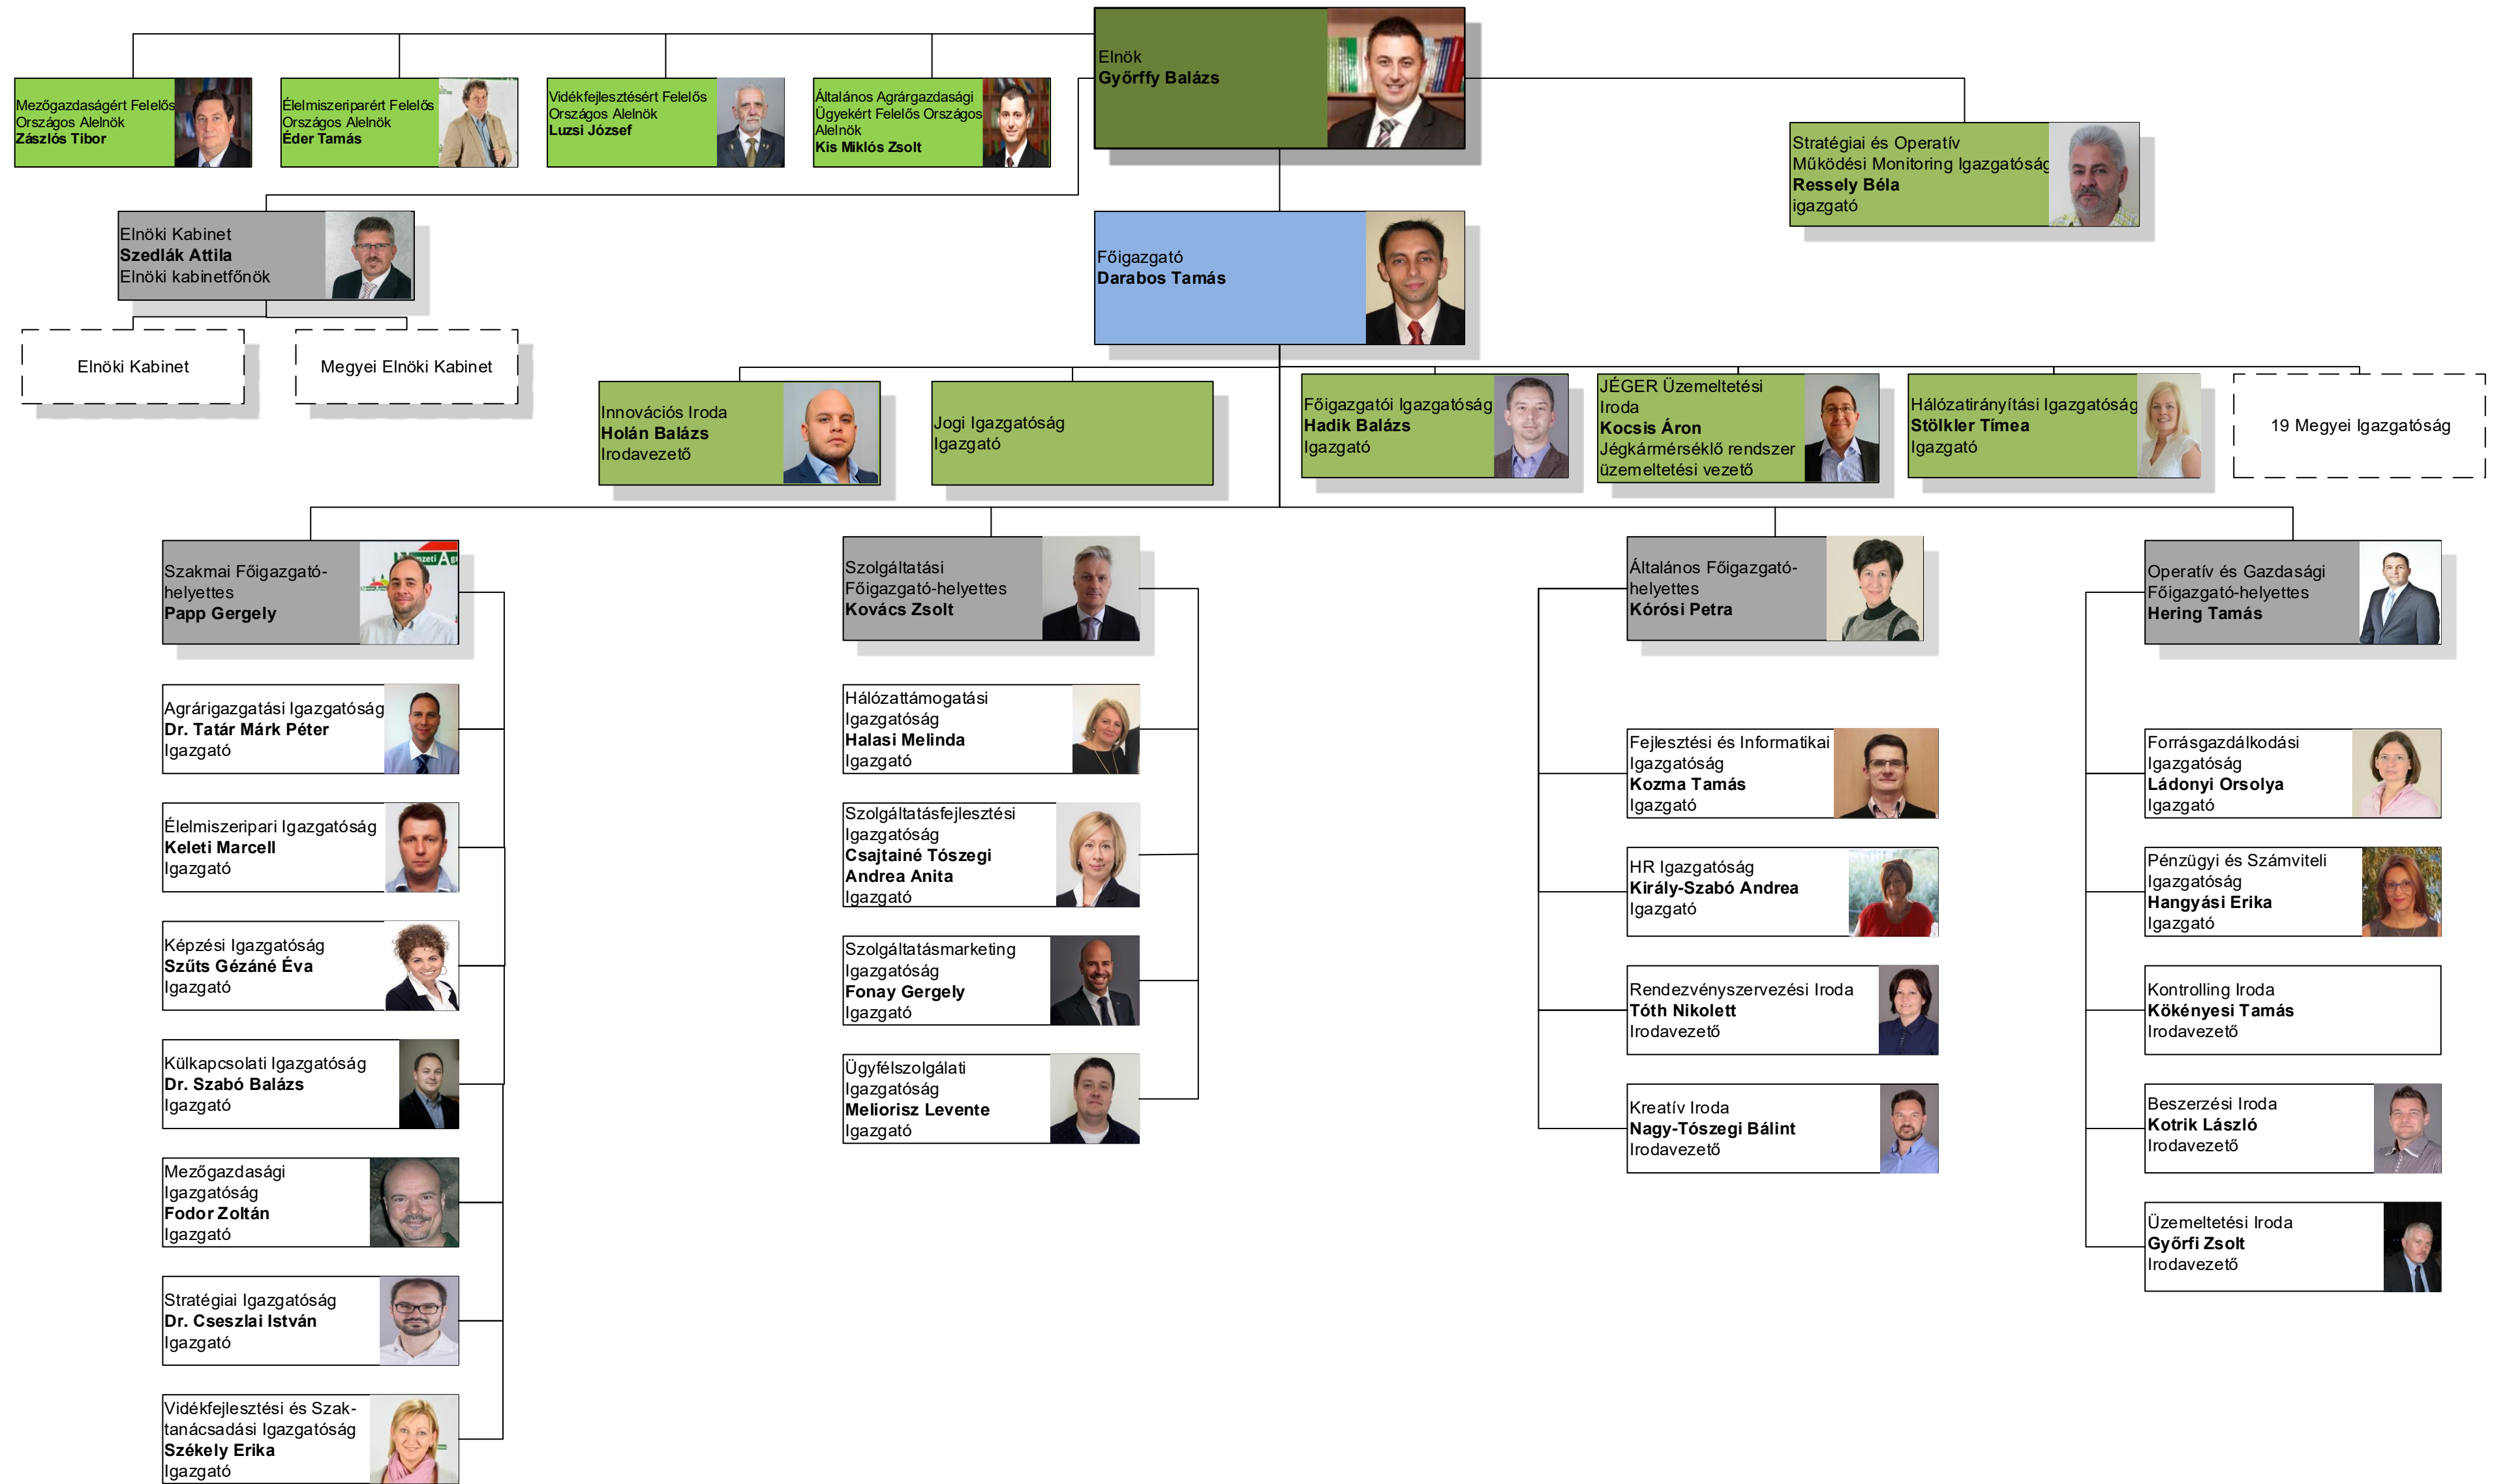 Elnök
Győrffy Balázs
Mezőgazdaságért Felelős
Országos Alelnök
Zászlós Tibor
Élelmiszeriparért Felelős
Országos Alelnök
Éder Tamás
Vidékfejlesztésért Felelős
Országos Alelnök
Luzsi József
Általános Agrárgazdasági
Ügyekért Felelős Országos
Alelnök
Kis Miklós Zsolt
Stratégiai és Operatív
Működési Monitoring Igazgatóság
Ressely Béla
igazgató
Elnöki Kabinet
Szedlák Attila
Elnöki kabinetfőnök
Főigazgató
Darabos Tamás
Elnöki Kabinet
Megyei Elnöki Kabinet
Innovációs Iroda
Holán Balázs
Irodavezető
Jogi Igazgatóság
Igazgató
Főigazgatói Igazgatóság
Hadik Balázs
Igazgató
JÉGER Üzemeltetési
Iroda
Kocsis Áron
Jégkármérséklő rendszer
üzemeltetési vezető
Hálózatirányítási Igazgatóság
Stölkler Tímea
Igazgató
19 Megyei Igazgatóság
Szakmai Főigazgató-
helyettes
Papp Gergely
Agrárigazgatási Igazgatóság
Dr. Tatár Márk Péter
Igazgató
Élelmiszeripari Igazgatóság
Keleti Marcell
Igazgató
Képzési Igazgatóság
Szűts Gézáné Éva
Igazgató
Külkapcsolati Igazgatóság
Dr. Szabó Balázs
Igazgató
Mezőgazdasági
Igazgatóság
Fodor Zoltán
Igazgató
Stratégiai Igazgatóság
Dr. Cseszlai István
Igazgató
Vidékfejlesztési és Szak-
tanácsadási Igazgatóság
Székely Erika
Igazgató
Szolgáltatási
Főigazgató-helyettes
Kovács Zsolt
Hálózattámogatási
Igazgatóság
Halasi Melinda
Igazgató
Szolgáltatásfejlesztési
Igazgatóság
Csajtainé Tószegi
Andrea Anita
Igazgató
Szolgáltatásmarketing
Igazgatóság
Fonay Gergely
Igazgató
Ügyfélszolgálati
Igazgatóság
Meliorisz Levente
Igazgató
Általános Főigazgató-
helyettes
Kórósi Petra
Fejlesztési és Informatikai
Igazgatóság
Kozma Tamás
Igazgató
HR Igazgatóság
Király-Szabó Andrea
Igazgató
Rendezvényszervezési Iroda
Tóth Nikolett
Irodavezető
Kreatív Iroda
Nagy-Tószegi Bálint
Irodavezető
Operatív és Gazdasági
Főigazgató-helyettes
Hering Tamás
Forrásgazdálkodási
Igazgatóság
Ládonyi Orsolya
Igazgató
Pénzügyi és Számviteli
Igazgatóság
Hangyási Erika
Igazgató
Kontrolling Iroda
Kökényesi Tamás
Irodavezető
Beszerzési Iroda
Kotrik László
Irodavezető
Üzemeltetési Iroda
Győrfi Zsolt
Irodavezető